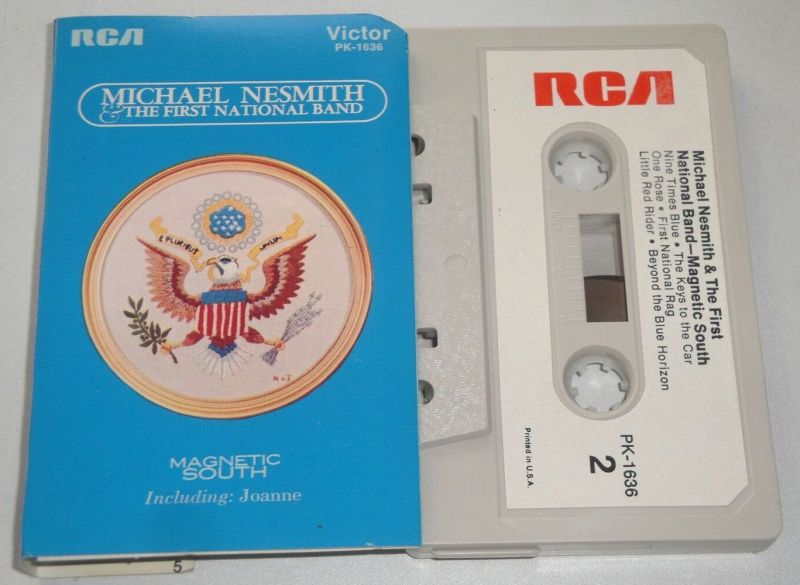 RCA
Victor
PK-1636
MICHAEL NESMITH
& THE FIRST NATIONAL BAND
E PLURIBUS UNUM
MAGNETIC
SOUTH
Including: Joanne
5
RCA
Michael Nesmith & The First
National Band—Magnetic South
Nine Times Blue • The Keys to the Car
One Rose • First National Rag
Little Red Rider • Beyond the Blue Horizon
PK-1636
2
Printed in U.S.A.